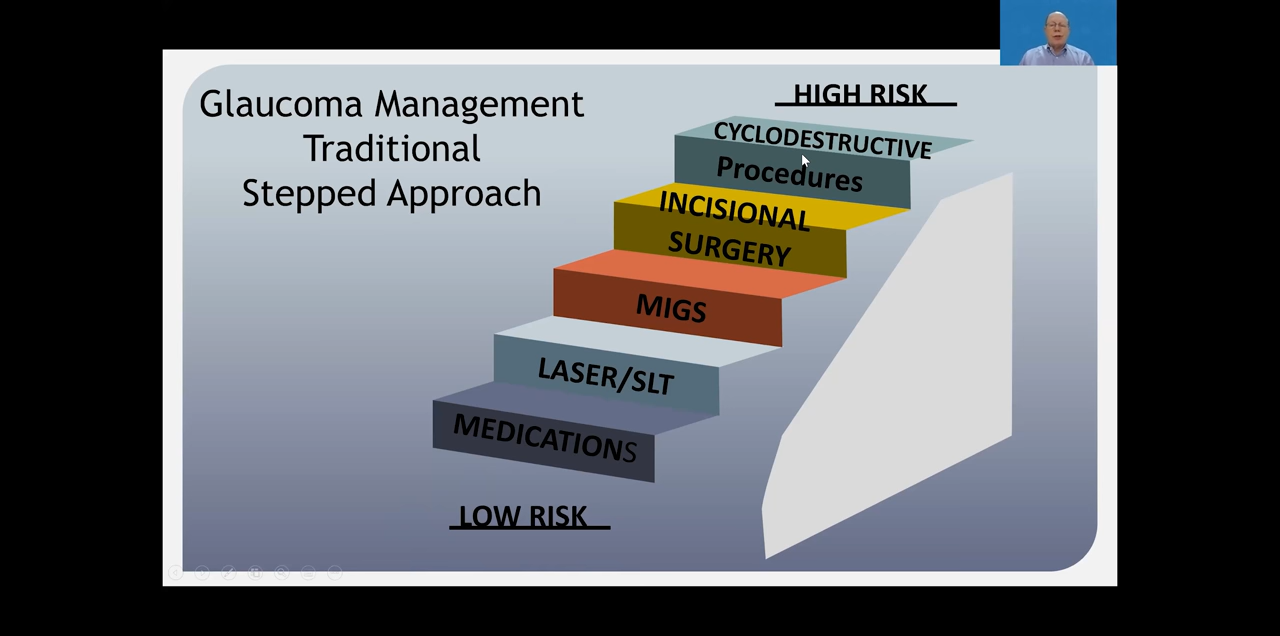 Glaucoma Management
Traditional
Stepped Approach
HIGH RISK
CYCLODESTRUCTIVE
Procedures
INCISIONAL
SURGERY
MIGS
LASER/SLT
MEDICATIONS
LOW RISK